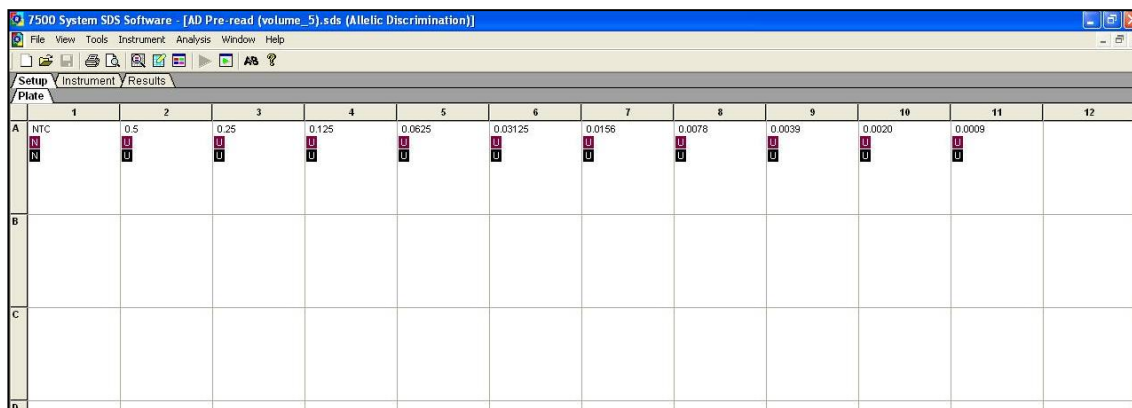 7500 System SDS Software - [AD Pre-read (volume_5).sds (Allelic Discrimination)]
File View Tools Instrument Analysis Window Help
AB ?
Setup Instrument Results
Plate
1 2 3 4 5 6 7 8 9 10 11 12
A NTC 0.5 0.25 0.125 0.0625 0.03125 0.0156 0.0078 0.0039 0.0020 0.0009
N U U U U U U U U U U
N U U U U U U U U U U
B
C
D